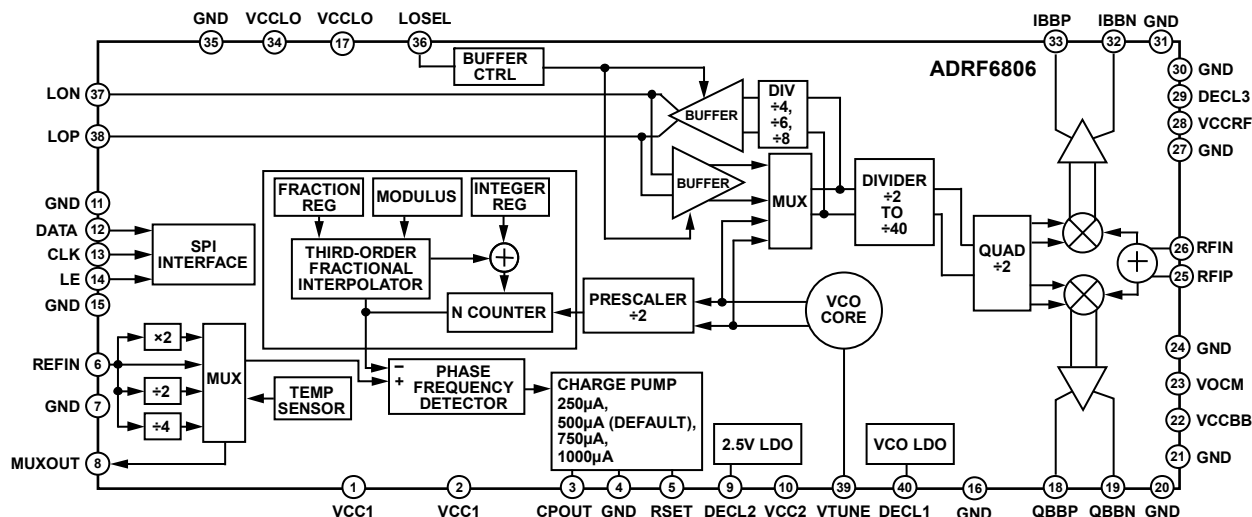 GND VCCLO VCCLO LOSEL IBBP IBBN GND
35 34 17 36 33 32 31
ADRF6806
BUFFER
CTRL
30 GND
LON 37
29 DECL3
DIV
÷4,
÷6,
÷8
BUFFER
28 VCCRF
LOP 38
27 GND
BUFFER
MUX
DIVIDER
÷2
TO
÷40
FRACTION
REG
MODULUS
INTEGER
REG
GND 11
DATA 12
CLK 13
LE 14
GND 15
SPI
INTERFACE
THIRD-ORDER
FRACTIONAL
INTERPOLATOR
+
N COUNTER
PRESCALER
÷2
VCO
CORE
QUAD
÷2
+
26 RFIN
25 RFIP
REFIN 6
×2
÷2
÷4
MUX
TEMP
SENSOR
GND 7
MUXOUT 8
−
+
PHASE
FREQUENCY
DETECTOR
CHARGE PUMP
250µA,
500µA (DEFAULT),
750µA,
1000µA
2.5V LDO
VCO LDO
24 GND
23 VOCM
22 VCCBB
21 GND
1 2 3 4 5 9 10 39 40 16 18 19 20
VCC1 VCC1 CPOUT GND RSET DECL2 VCC2 VTUNE DECL1 GND QBBP QBBN GND